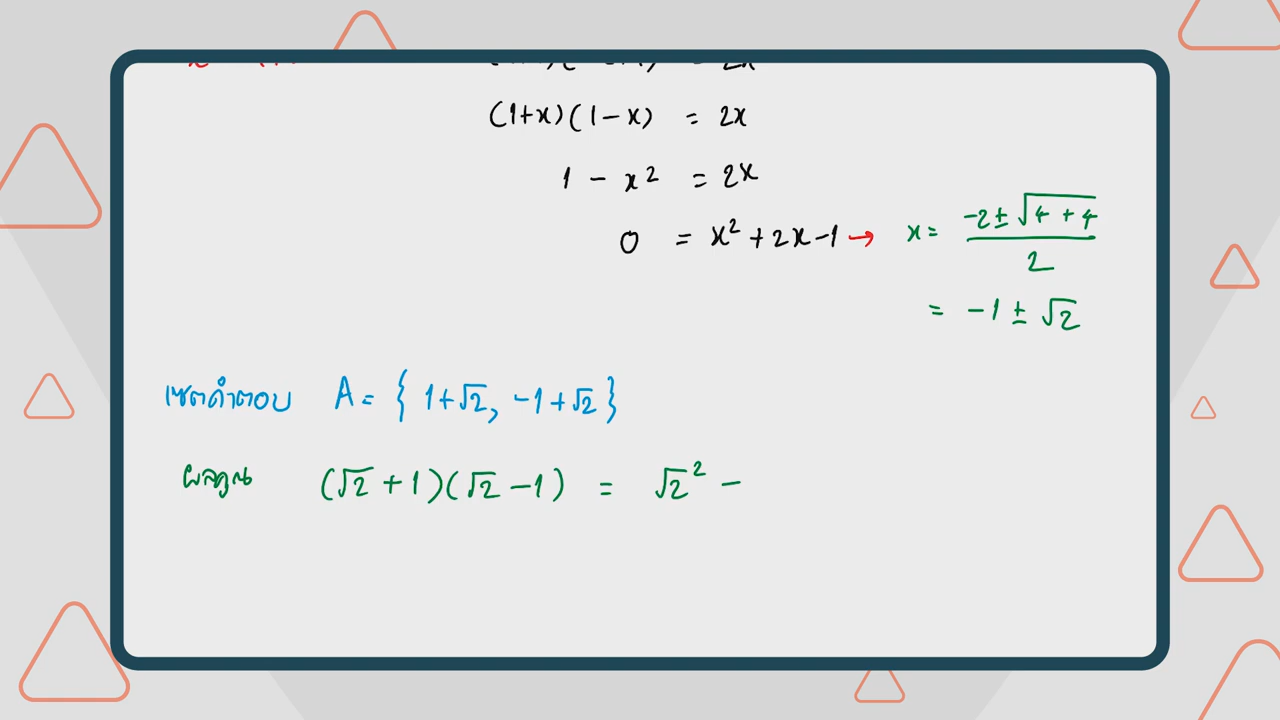 (1+x)(1-x) = 2x
1 - x² = 2x
0 = x² + 2x - 1 → x = (-2 ± √(4 + 4)) / 2
= -1 ± √2
เซตคำตอบ A = { 1+√2, -1+√2 }
ผลคูณ (√2 + 1)(√2 - 1) = √2² -